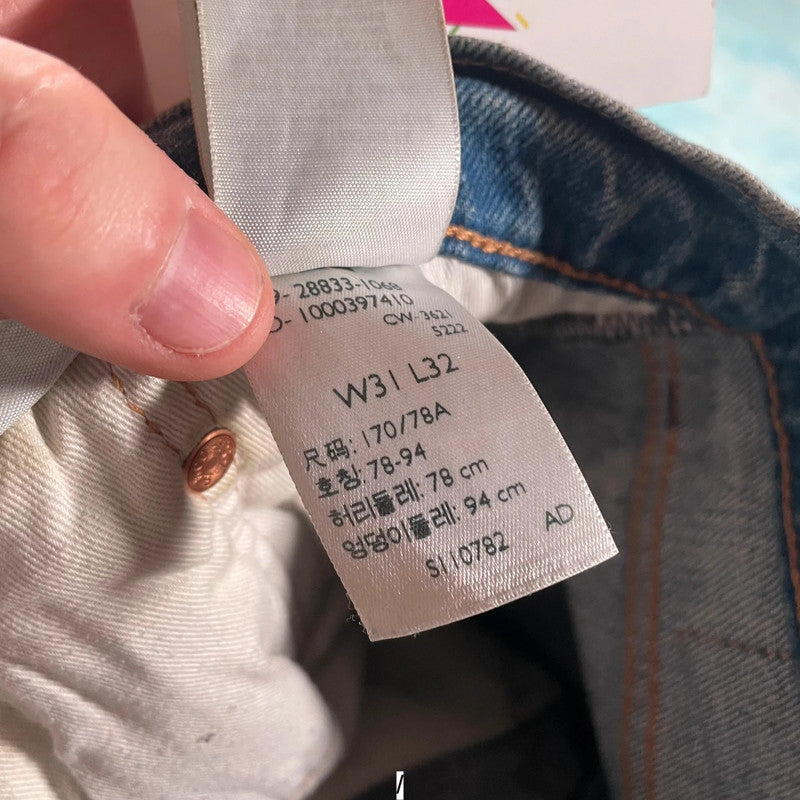 28833-1068
1000397410
CW-3621
5222
W31 L32
尺码: 170/78A
호칭: 78-94
허리둘레: 78 cm
엉덩이둘레: 94 cm
S110782 AD